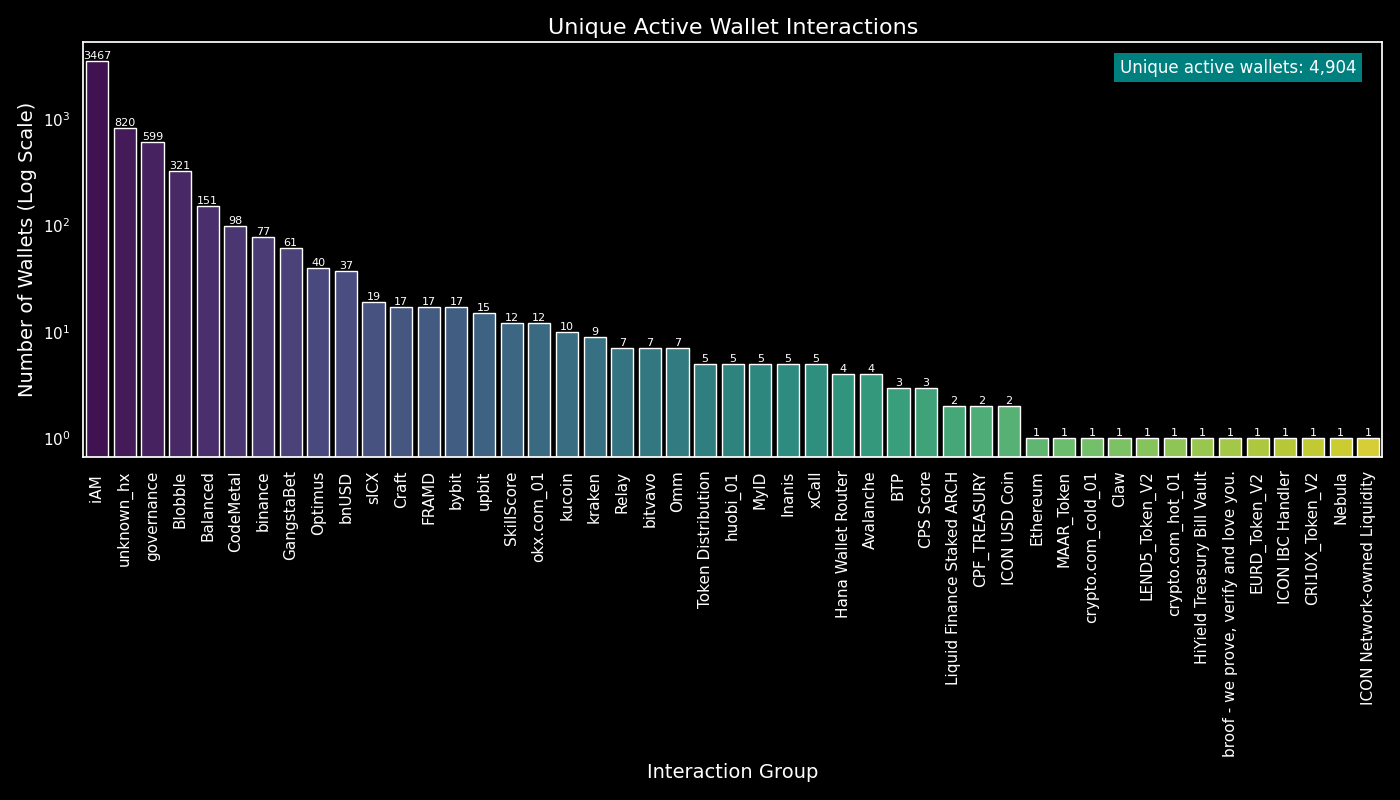 Unique Active Wallet Interactions
Unique active wallets: 4,904
Number of Wallets (Log Scale)
10³
10²
10¹
10⁰
3467
820
599
321
151
98
77
61
40
37
19
17
17
17
15
12
12
10
9
7
7
7
5
5
5
5
5
4
4
3
3
2
2
2
1
1
1
1
1
1
1
1
1
1
1
1
1
iAM
unknown_hx
governance
Blobble
Balanced
CodeMetal
binance
GangstaBet
Optimus
bnUSD
sICX
Craft
FRAMD
bybit
upbit
SkillScore
okx.com_01
kucoin
kraken
Relay
bitvavo
Omm
Token Distribution
huobi_01
MyID
Inanis
xCall
Hana Wallet Router
Avalanche
BTP
CPS Score
Liquid Finance Staked ARCH
CPF_TREASURY
ICON USD Coin
Ethereum
MAAR_Token
crypto.com_cold_01
Claw
LEND5_Token_V2
crypto.com_hot_01
HiYield Treasury Bill Vault
broof - we prove, verify and love you.
EURD_Token_V2
ICON IBC Handler
CRI10X_Token_V2
Nebula
ICON Network-owned Liquidity
Interaction Group